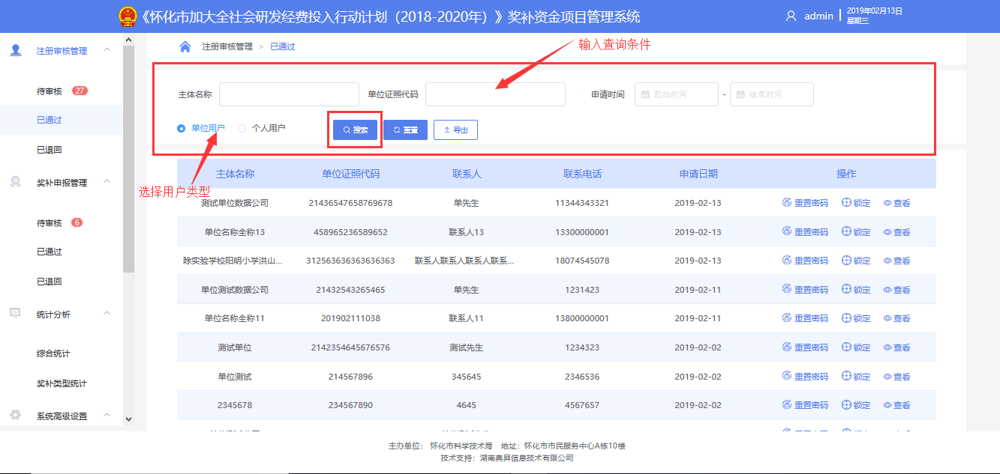 《怀化市加大全社会研发经费投入行动计划（2018-2020年）》奖补资金项目管理系统
admin
2019年02月13日
星期三
注册审核管理
待审核 27
已通过
已退回
奖补申报管理
待审核 6
已通过
已退回
统计分析
综合统计
奖补类型统计
系统高级设置
注册审核管理 > 已通过
输入查询条件
主体名称 单位证照代码 申请时间 起始时间 - 结束时间
单位用户 个人用户 搜索 重置 导出
选择用户类型
主体名称 单位证照代码 联系人 联系电话 申请日期 操作
测试单位数据公司 21436547658769678 单先生 11344343321 2019-02-13 重置密码 锁定 查看
单位名称全称13 458965236589652 联系人13 13300000001 2019-02-13 重置密码 锁定 查看
除实验学校阳明小学洪山... 312563636363636363 联系人联系人联系人联系... 18074545078 2019-02-13 重置密码 锁定 查看
单位测试数据公司 21432543265465 单先生 1231423 2019-02-11 重置密码 锁定 查看
单位名称全称11 201902111038 联系人11 13800000001 2019-02-11 重置密码 锁定 查看
测试单位 2142354645676576 测试先生 1234323 2019-02-02 重置密码 锁定 查看
单位测试 214567896 345645 2346536 2019-02-02 重置密码 锁定 查看
2345678 234567890 4645 4567657 2019-02-02 重置密码 锁定 查看
主办单位： 怀化市科学技术局 地址：怀化市市民服务中心A栋10楼
技术支持：湖南奥昇信息技术有限公司